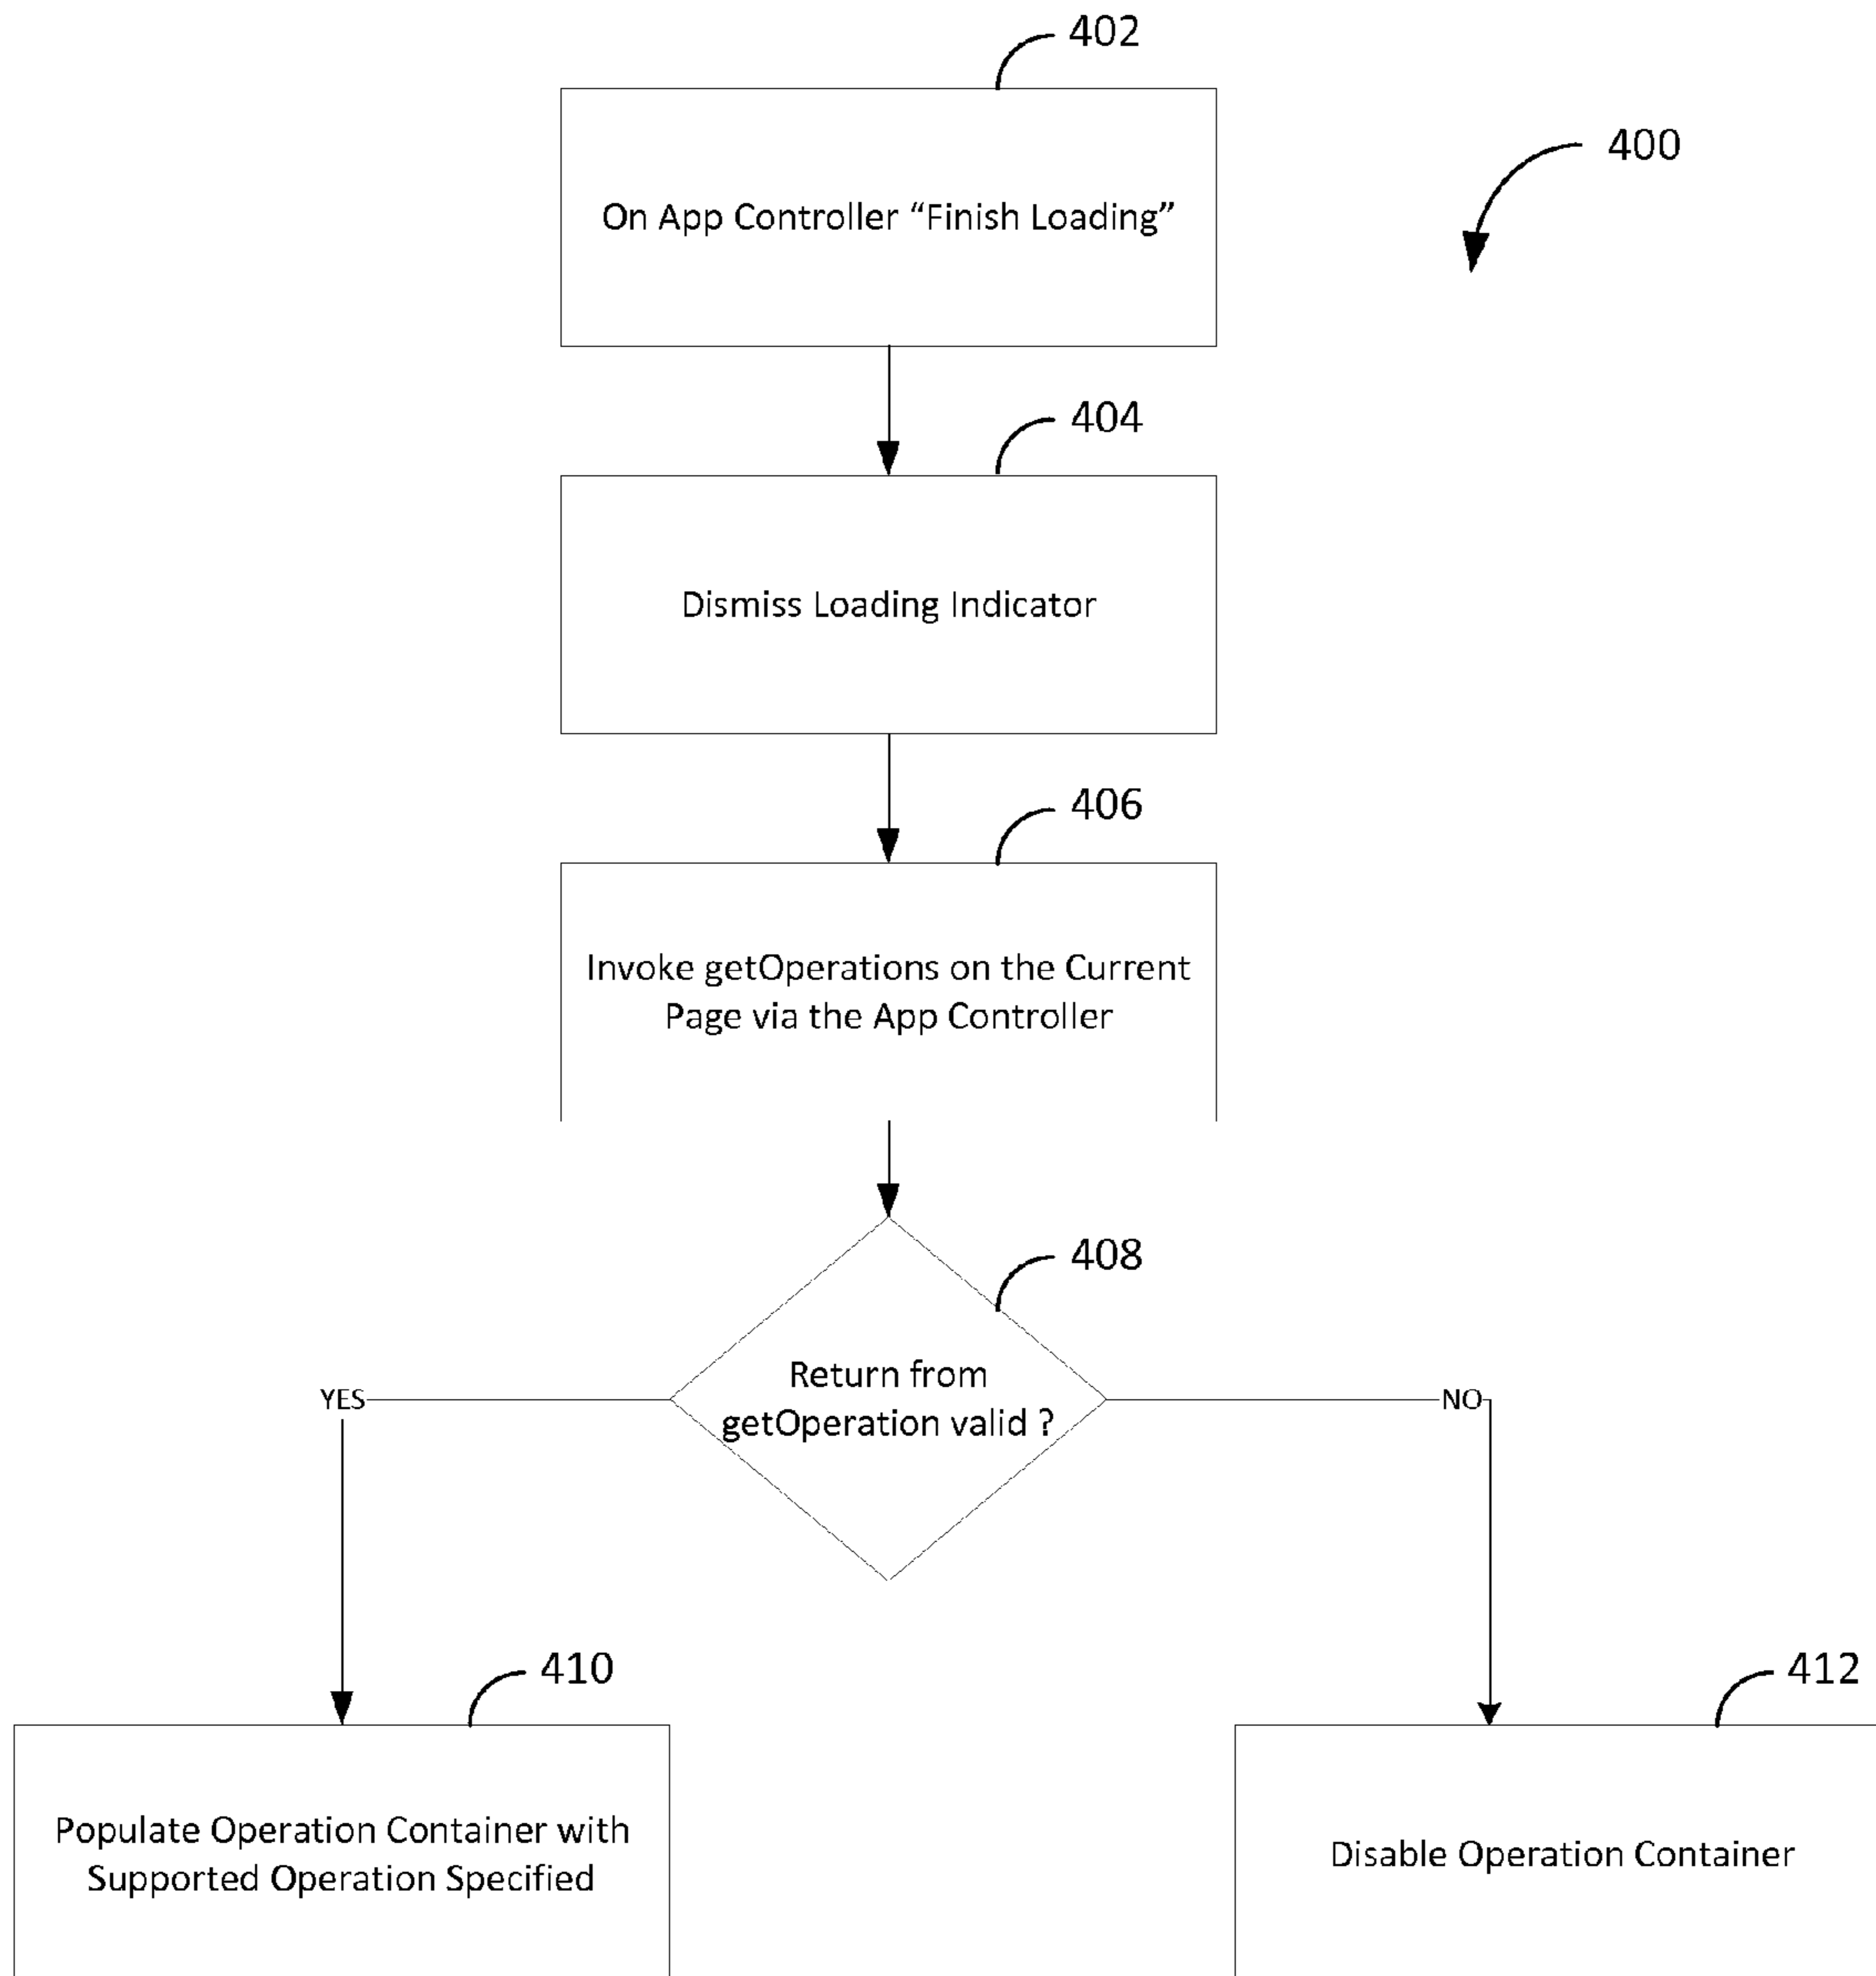 402
400
On App Controller “Finish Loading”
404
Dismiss Loading Indicator
406
Invoke getOperations on the Current
Page via the App Controller
408
Return from
getOperation valid ?
YES
NO
410
412
Populate Operation Container with
Supported Operation Specified
Disable Operation Container